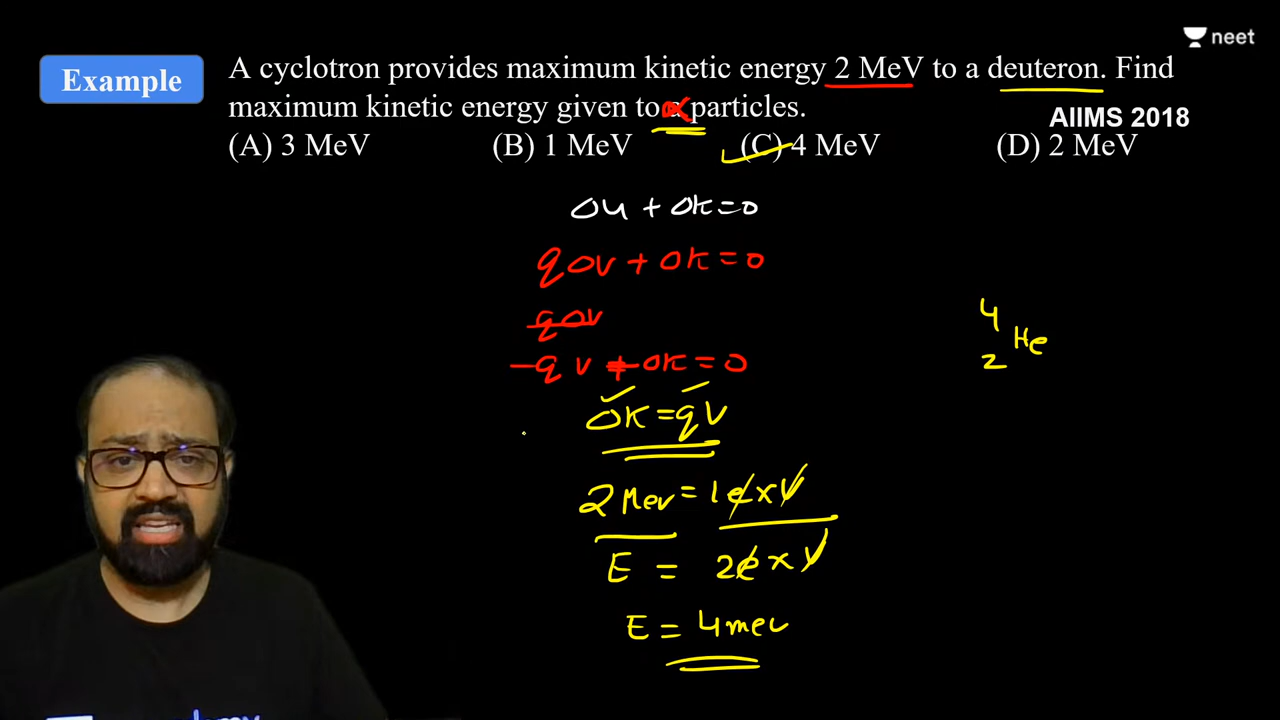 neet
Example
A cyclotron provides maximum kinetic energy 2 MeV to a deuteron. Find
maximum kinetic energy given to α particles.
AIIMS 2018
(A) 3 MeV (B) 1 MeV (C) 4 MeV (D) 2 MeV
Δu + Δk = 0
qΔv + Δk = 0
qΔv
-qv + Δk = 0
Δk = qv
2 Mev = 1e x V
E = 2e x V
E = 4 mev
4
2 He